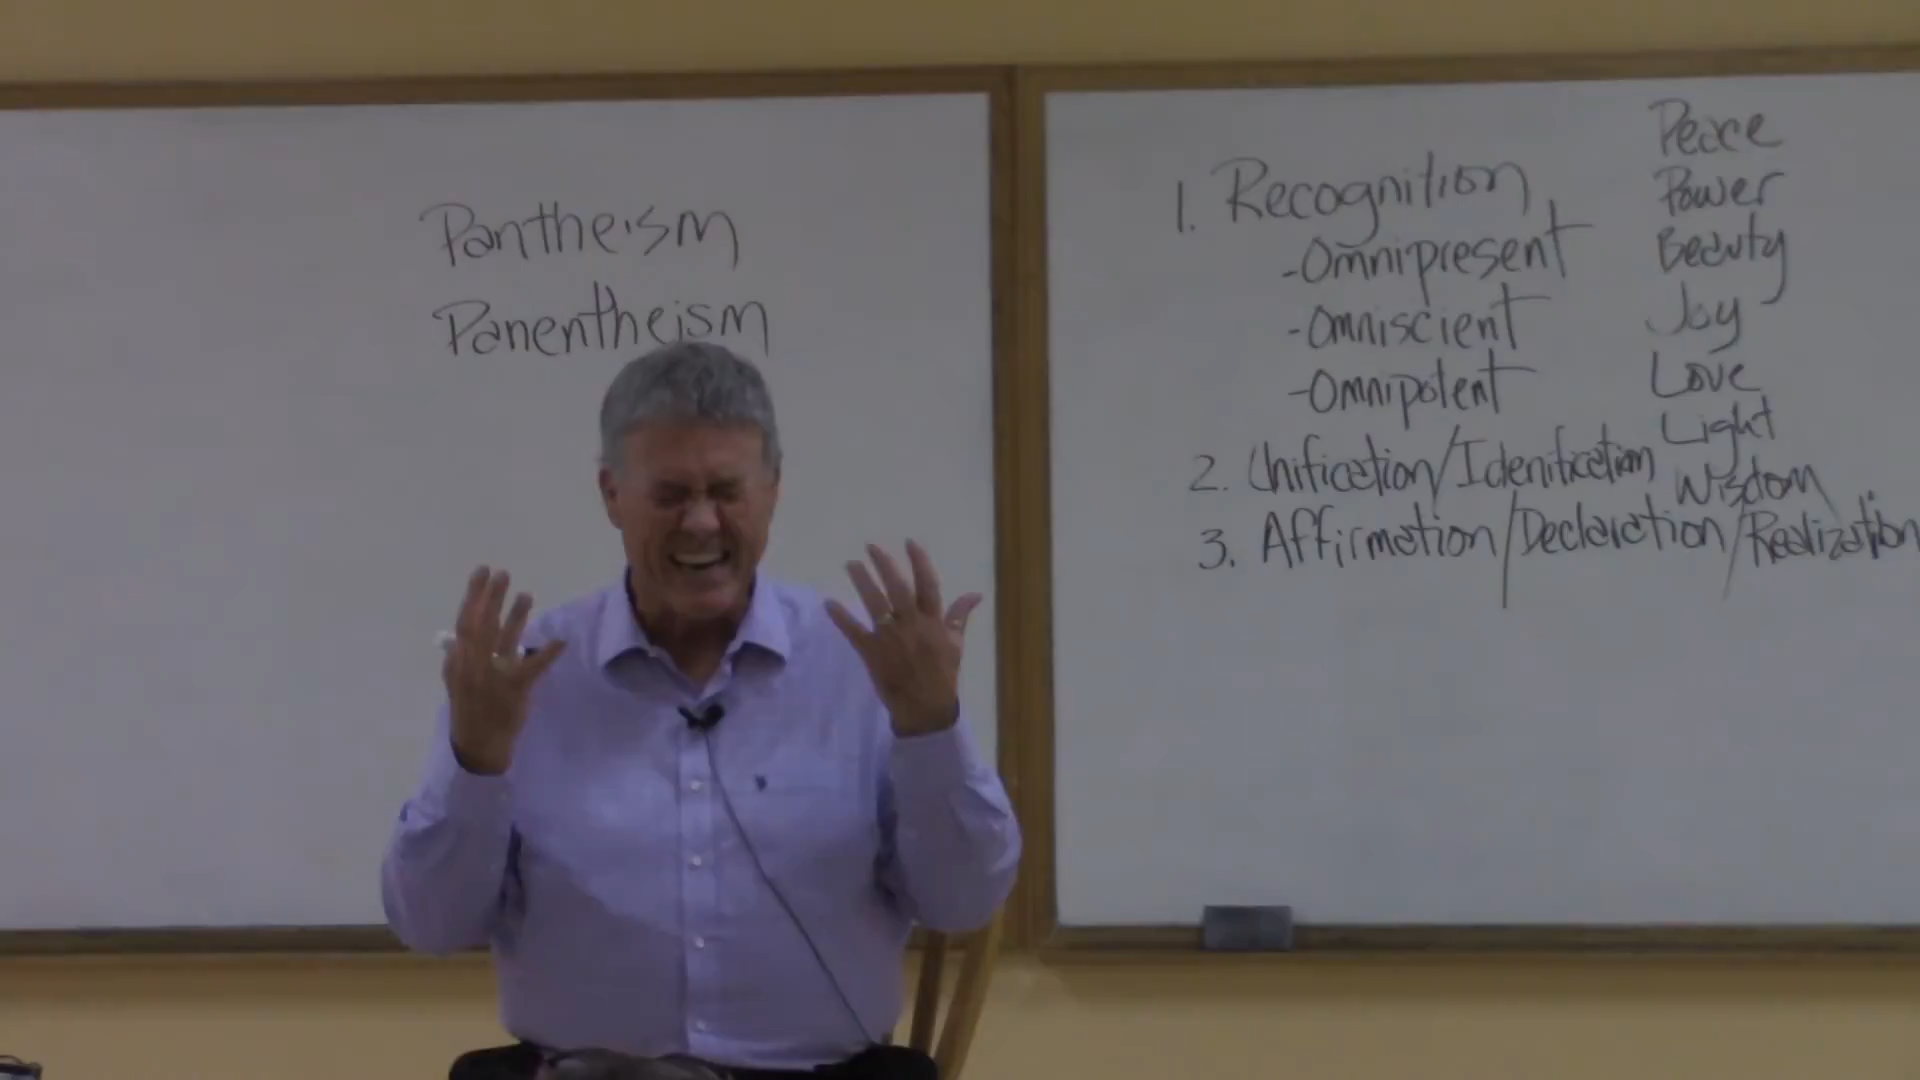 Pantheism
Panentheism
1. Recognition
-Omnipresent
-Omniscient
-Omnipotent
2. Unification/Idenification
3. Affirmation/Declaration/Realization
Peace
Power
Beauty
Joy
Love
Light
Wisdom